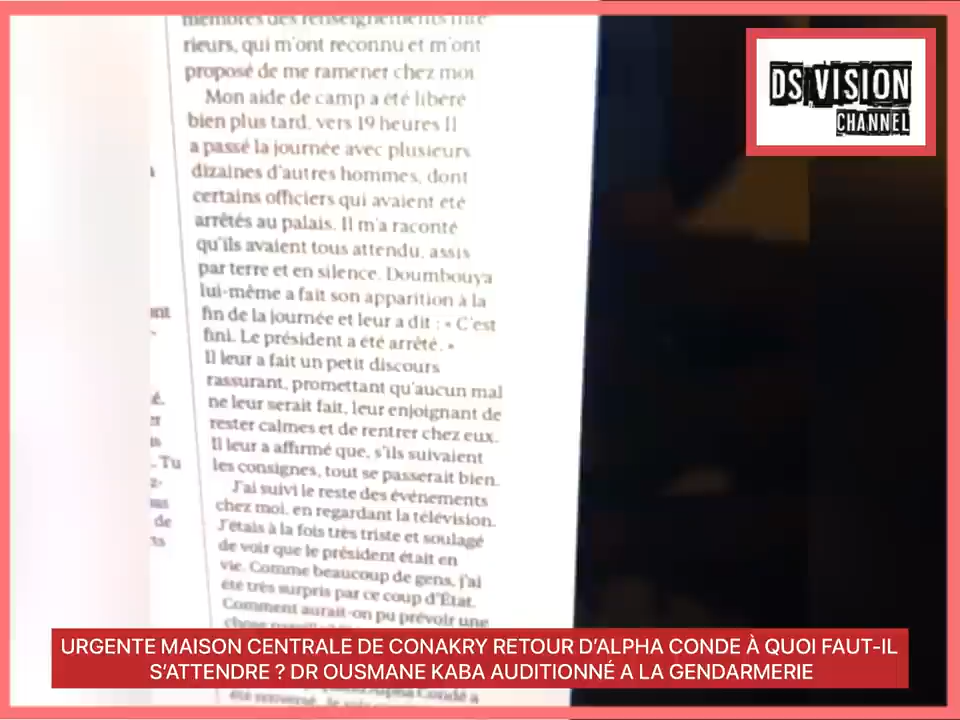 membres des renseignements inté
rieurs, qui m'ont reconnu et m'ont
proposé de me ramener chez moi
Mon aide de camp a été libéré
bien plus tard, vers 19 heures Il
a passé la journée avec plusieurs
dizaines d'autres hommes, dont
certains officiers qui avaient été
arrêtés au palais. Il m'a raconté
qu'ils avaient tous attendu, assis
par terre et en silence. Doumbouya
lui-même a fait son apparition à la
fin de la journée et leur a dit : « C'est
fini. Le président a été arrêté. »
Il leur a fait un petit discours
rassurant, promettant qu'aucun mal
ne leur serait fait, leur enjoignant de
rester calmes et de rentrer chez eux.
Il leur a affirmé que, s'ils suivaient
les consignes, tout se passerait bien.
J'ai suivi le reste des événements
chez moi, en regardant la télévision.
J'étais à la fois très triste et soulagé
de voir que le président était en
vie. Comme beaucoup de gens, j'ai
été très surpris par ce coup d'État.
Comment aurait-on pu prévoir une
. Tu
de
DS VISION
CHANNEL
URGENTE MAISON CENTRALE DE CONAKRY RETOUR D'ALPHA CONDE À QUOI FAUT-IL
S'ATTENDRE ? DR OUSMANE KABA AUDITIONNÉ A LA GENDARMERIE
Alpha Condé a